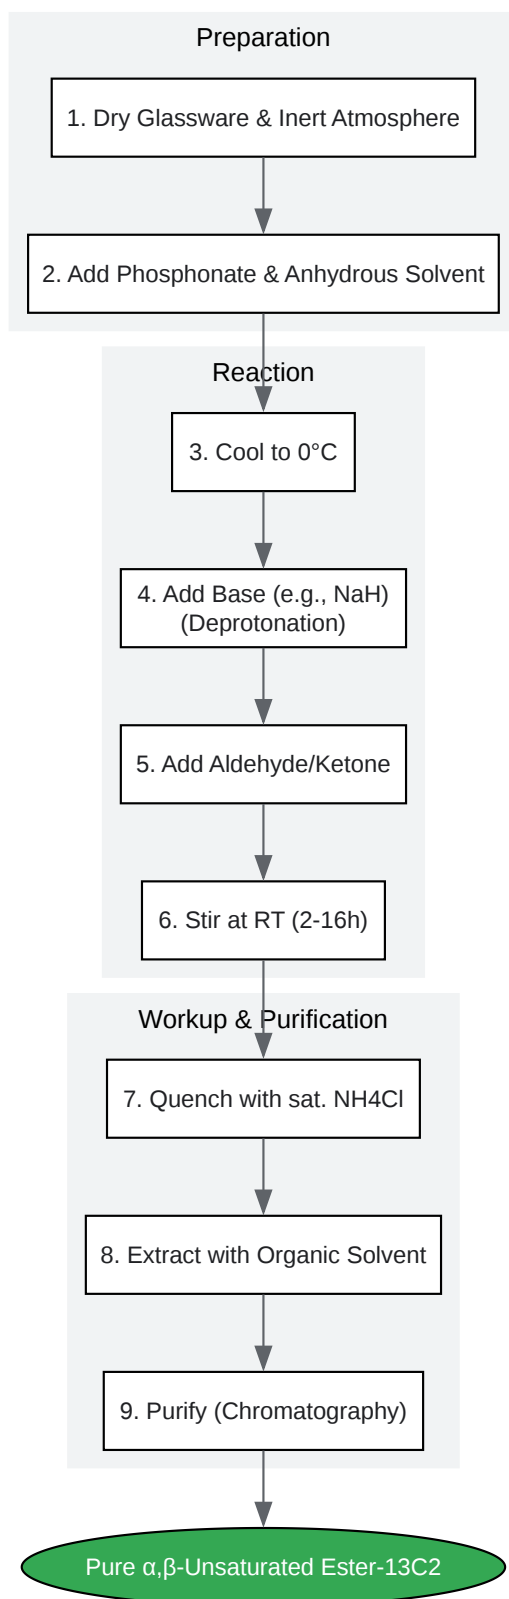 Preparation
1. Dry Glassware & Inert Atmosphere
2. Add Phosphonate & Anhydrous Solvent
Reaction
3. Cool to 0°C
4. Add Base (e.g., NaH)
(Deprotonation)
5. Add Aldehyde/Ketone
6. Stir at RT (2-16h)
Workup & Purification
7. Quench with sat. NH4Cl
8. Extract with Organic Solvent
9. Purify (Chromatography)
Pure α,β-Unsaturated Ester-13C2